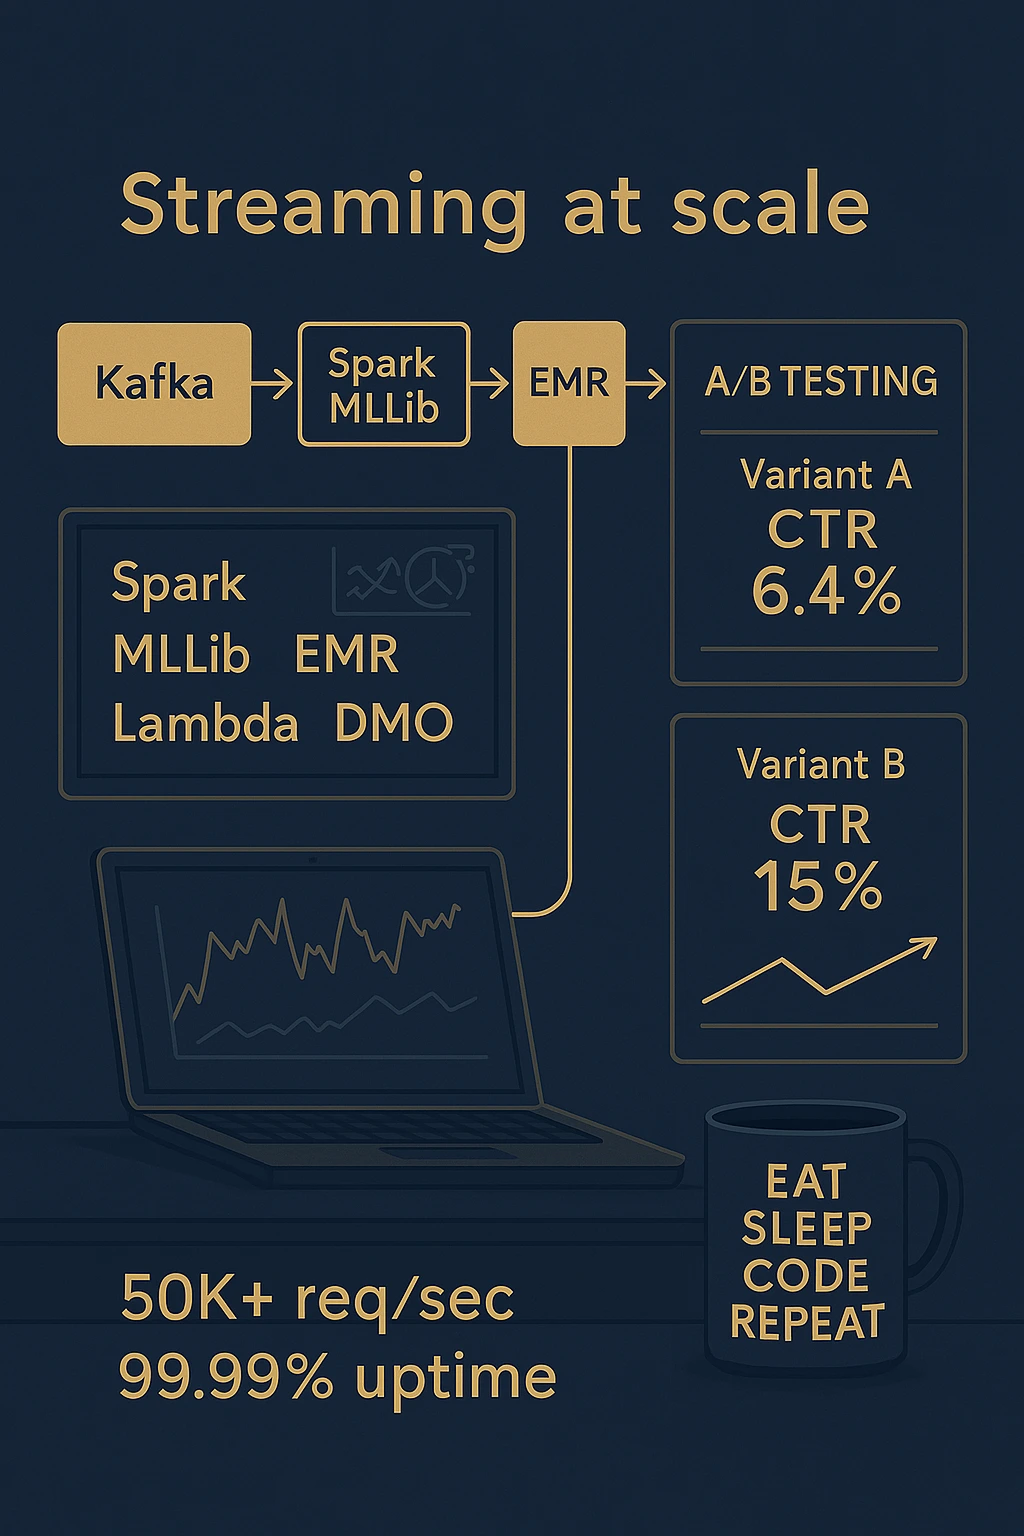 Streaming at scale
Kafka
Spark
MLLib
EMR
A/B TESTING
Variant A
CTR
6.4%
Spark
MLLib EMR
Lambda DMO
Variant B
CTR
15%
EAT
SLEEP
CODE
REPEAT
50K+ req/sec
99.99% uptime